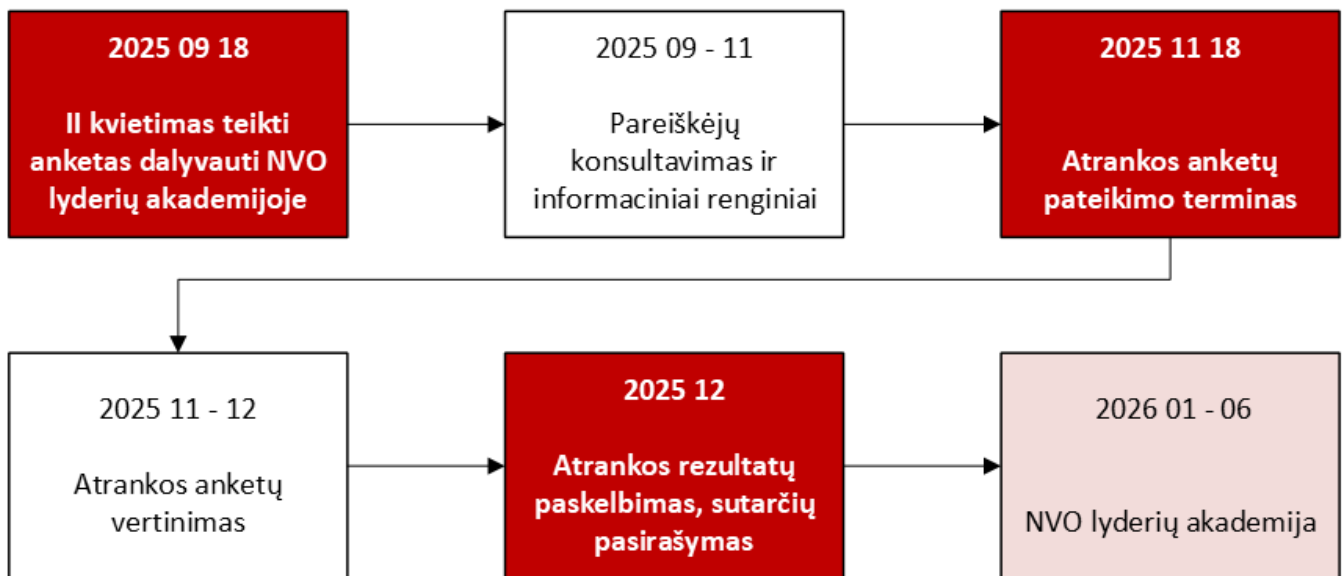 2025 09 18
II kvietimas teikti
anketas dalyvauti NVO
lyderių akademijoje
2025 09 - 11
Pareiškėjų
konsultavimas ir
informaciniai renginiai
2025 11 18
Atrankos anketų
pateikimo terminas
2025 11 - 12
Atrankos anketų
vertinimas
2025 12
Atrankos rezultatų
paskelbimas, sutarčių
pasirašymas
2026 01 - 06
NVO lyderių akademija